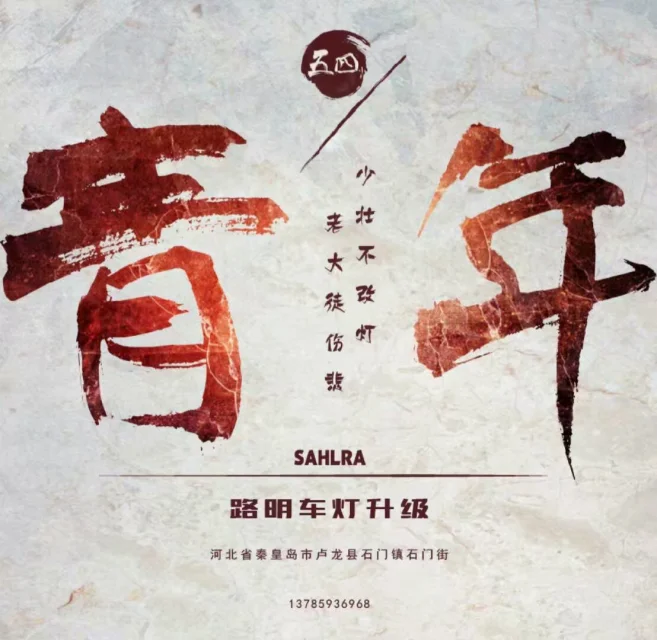 五四
青年
少壮不改灯
老大徒伤悲
SAHLRA
路明车灯升级
河北省秦皇岛市卢龙县石门镇石门街
13785936968